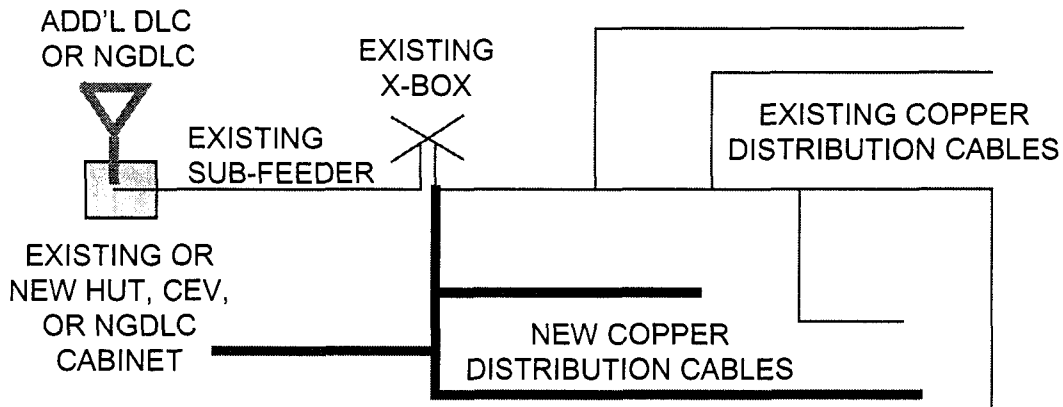 ADD'L DLC
OR NGDLC
EXISTING
X-BOX
EXISTING
SUB-FEEDER
EXISTING COPPER
DISTRIBUTION CABLES
EXISTING OR
NEW HUT, CEV,
OR NGDLC
CABINET
NEW COPPER
DISTRIBUTION CABLES